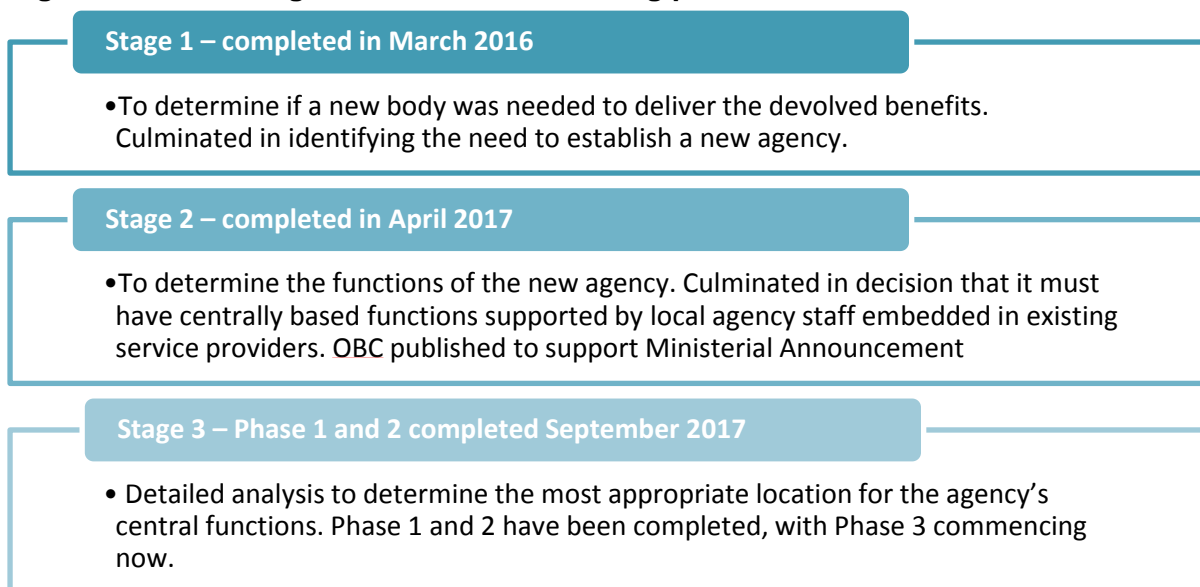 Stage 1 – completed in March 2016
•To determine if a new body was needed to deliver the devolved benefits.
Culminated in identifying the need to establish a new agency.
Stage 2 – completed in April 2017
•To determine the functions of the new agency. Culminated in decision that it must
have centrally based functions supported by local agency staff embedded in existing
service providers. OBC published to support Ministerial Announcement
Stage 3 – Phase 1 and 2 completed September 2017
• Detailed analysis to determine the most appropriate location for the agency’s
central functions. Phase 1 and 2 have been completed, with Phase 3 commencing
now.